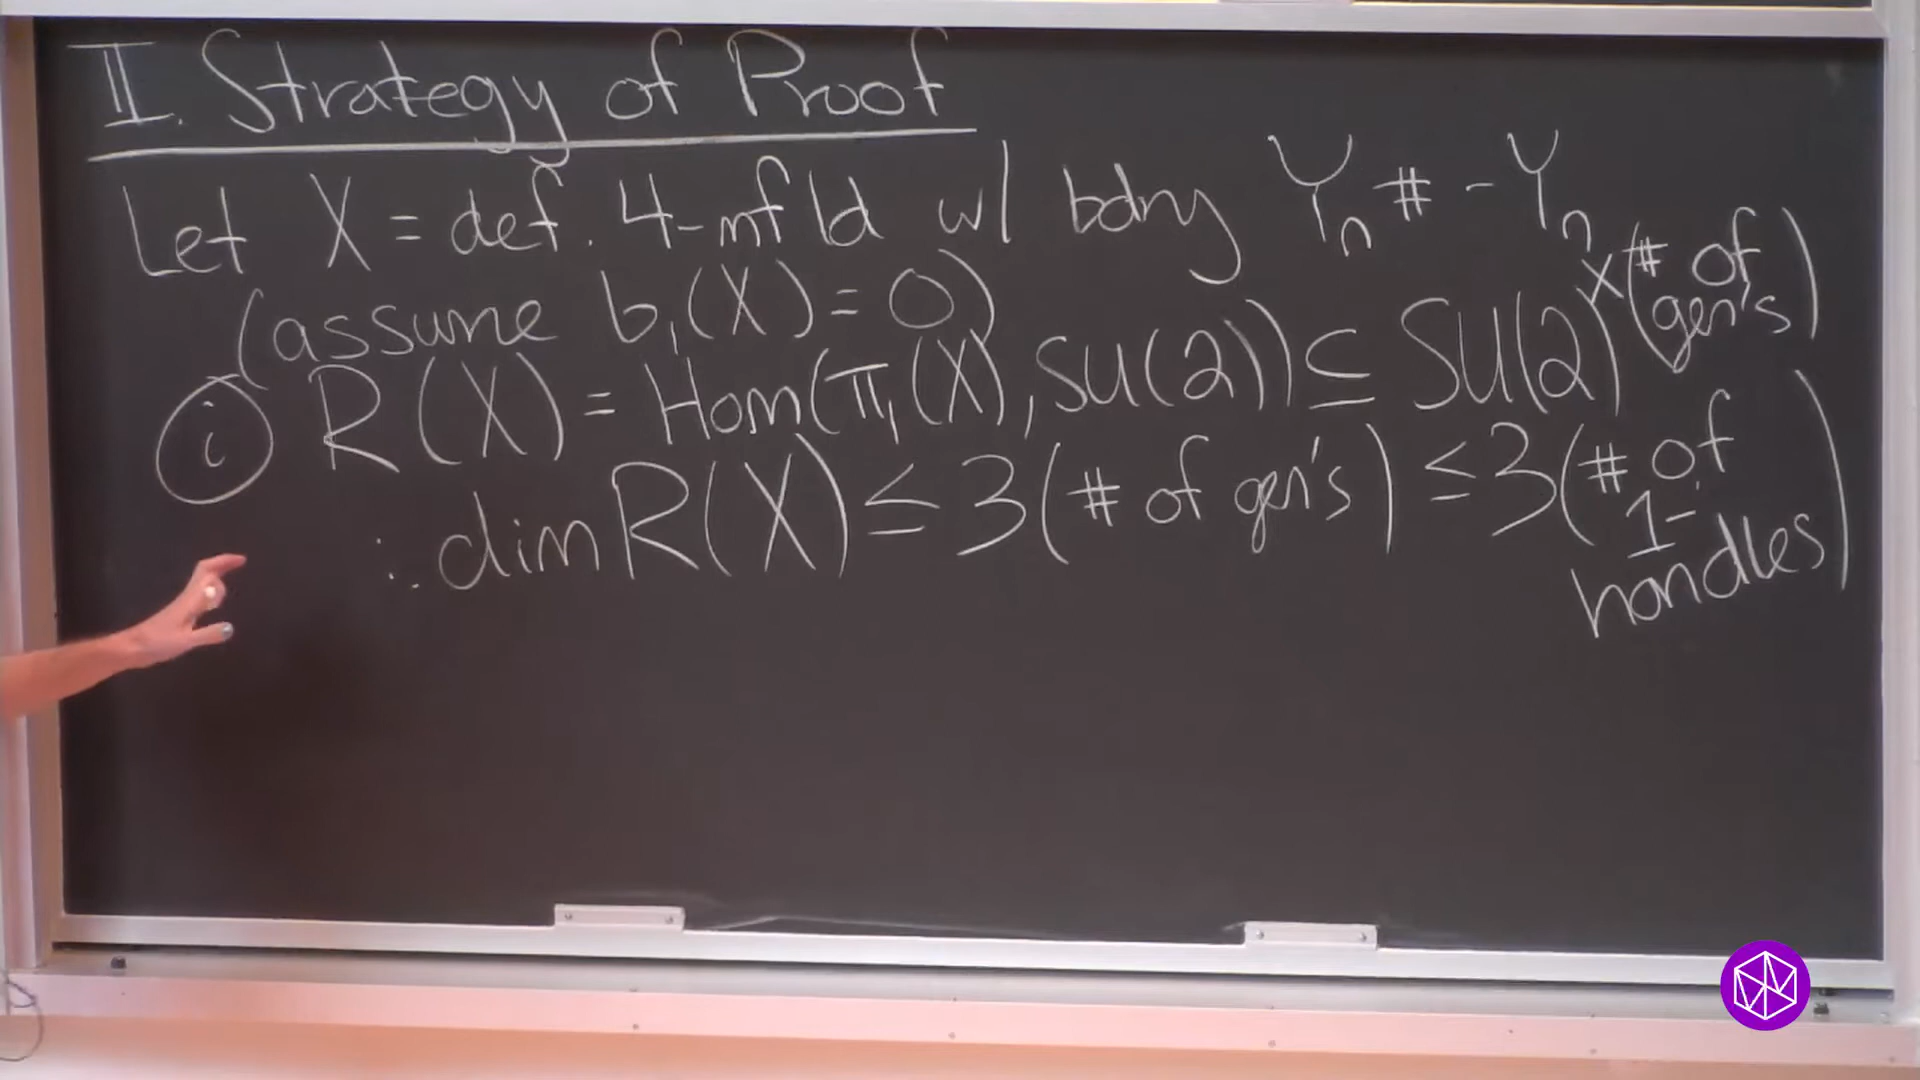 II. Strategy of Proof
Let X = def. 4-mfld w/ bdry Yₙ # -Yₙ
(assume b₁(X) = 0)
(i) R(X) = Hom(π₁(X), SU(2)) ⊆ SU(2)^×(# of gen's)
∴ dim R(X) ≤ 3(# of gen's) ≤ 3(# of 1-handles)